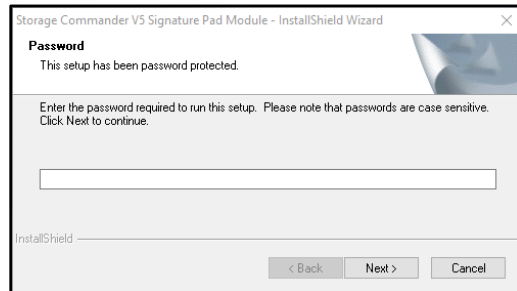 Storage Commander V5 Signature Pad Module - InstallShield Wizard
Password
This setup has been password protected.
Enter the password required to run this setup. Please note that passwords are case sensitive.
Click Next to continue.
InstallShield
< Back Next > Cancel